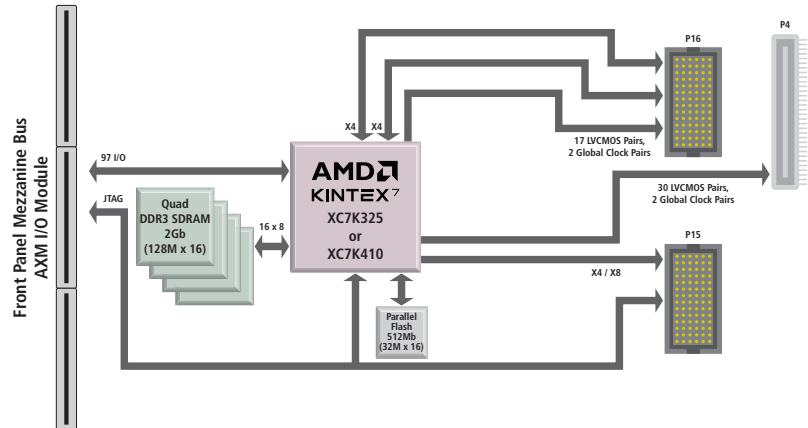 P16
P4
X4
X4
17 LVCMOS Pairs,
2 Global Clock Pairs
Front Panel Mezzanine Bus
AXM I/O Module
97 I/O
JTAG
AMD
KINTEX 7
XC7K325
or
XC7K410
Quad
DDR3 SDRAM
2Gb
(128M x 16)
16 x 8
30 LVCMOS Pairs,
2 Global Clock Pairs
P15
X4 / X8
Parallel
Flash
512Mb
(32M x 16)